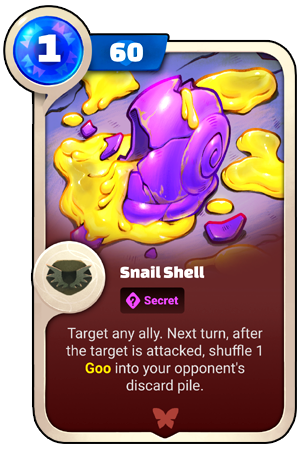 1
60
Snail Shell
Secret
Target any ally. Next turn, after
the target is attacked, shuffle 1
Goo into your opponent's
discard pile.